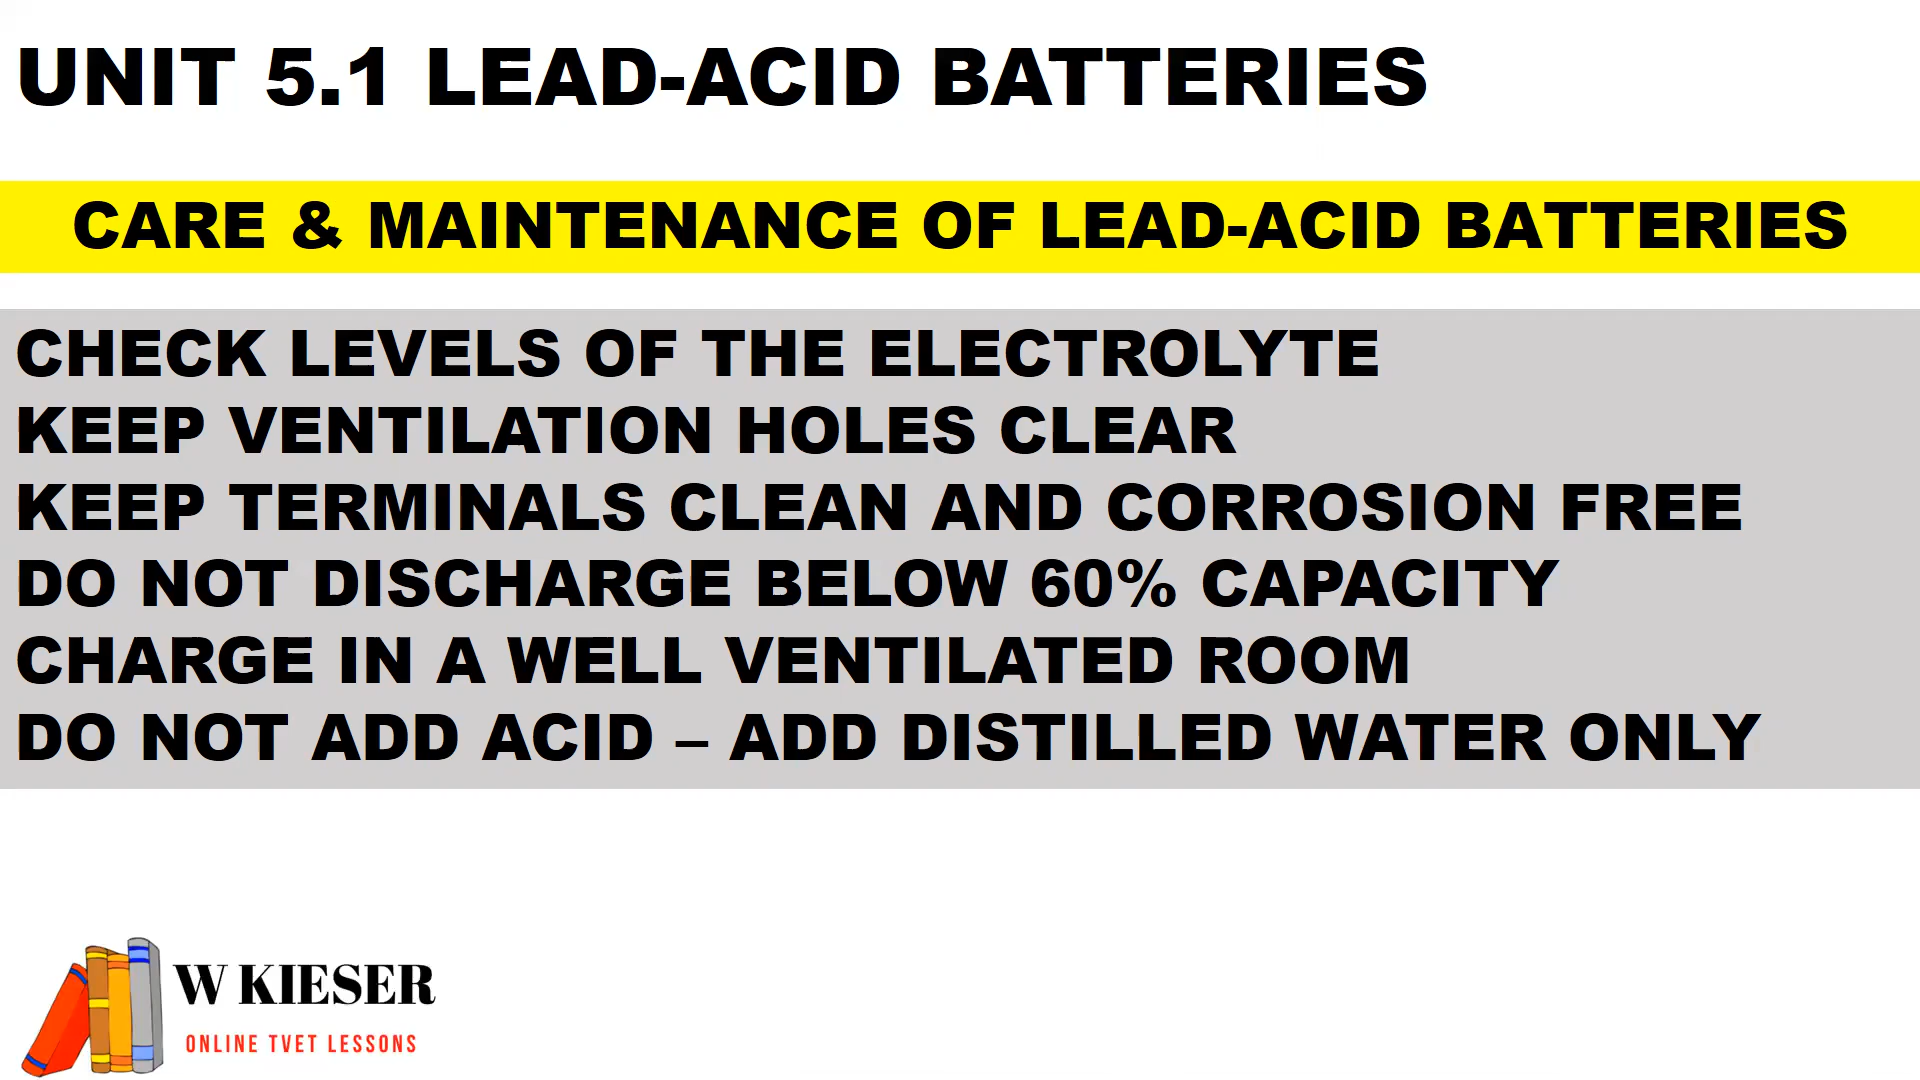 UNIT 5.1 LEAD-ACID BATTERIES
CARE & MAINTENANCE OF LEAD-ACID BATTERIES
CHECK LEVELS OF THE ELECTROLYTE
KEEP VENTILATION HOLES CLEAR
KEEP TERMINALS CLEAN AND CORROSION FREE
DO NOT DISCHARGE BELOW 60% CAPACITY
CHARGE IN A WELL VENTILATED ROOM
DO NOT ADD ACID – ADD DISTILLED WATER ONLY
W KIESER
ONLINE TVET LESSONS